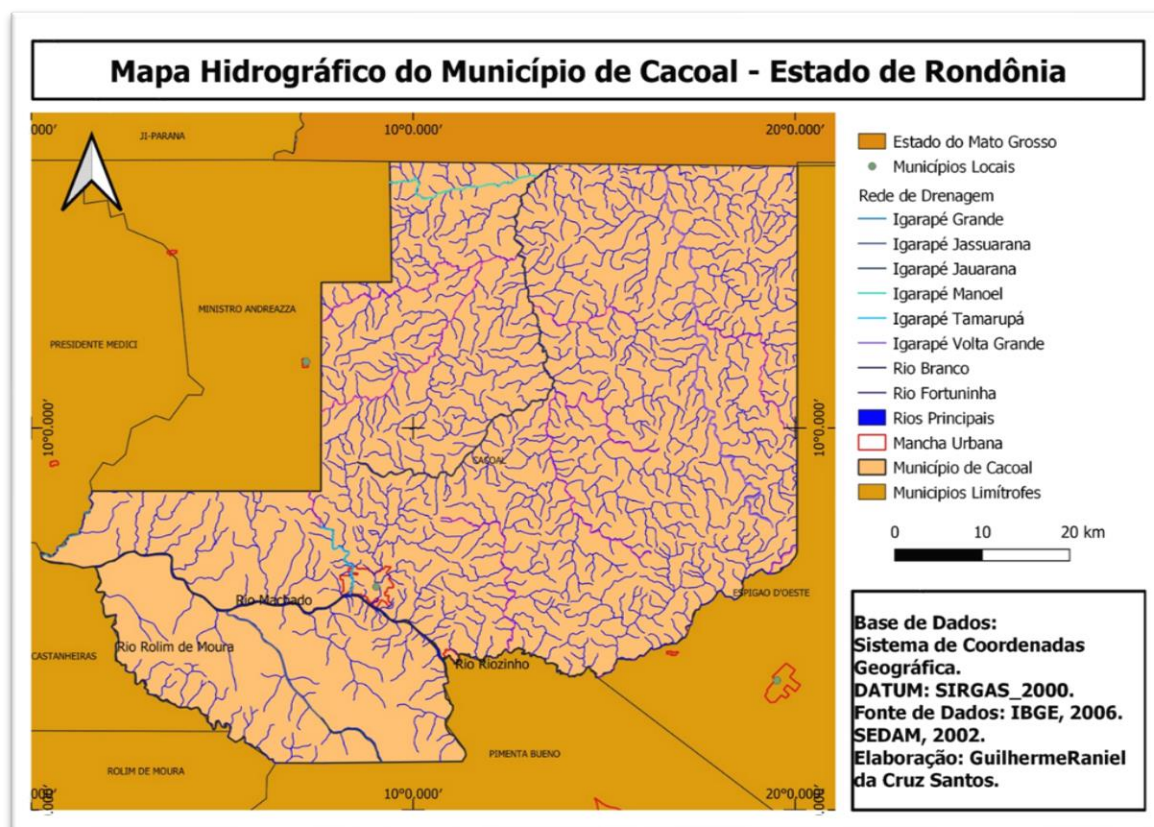 Mapa Hidrográfico do Município de Cacoal - Estado de Rondônia
000'
10°0.000'
20°0.000'
JI-PARANA
MINISTRO ANDREAZZA
PRESIDENTE MEDICI
10°0.000'
10°0.000'
CACOAL
ESPIGAO D'OESTE
Rio Machado
Rio Rolim de Moura
CASTANHEIRAS
Rio Riozinho
PIMENTA BUENO
ROLIM DE MOURA
000'
10°0.000'
20°0.000'
Estado do Mato Grosso
Municípios Locais
Rede de Drenagem
Igarapé Grande
Igarapé Jassuarana
Igarapé Jauarana
Igarapé Manoel
Igarapé Tamarupá
Igarapé Volta Grande
Rio Branco
Rio Fortuninha
Rios Principais
Mancha Urbana
Município de Cacoal
Municipios Limítrofes
0 10 20 km
Base de Dados:
Sistema de Coordenadas
Geográfica.
DATUM: SIRGAS_2000.
Fonte de Dados: IBGE, 2006.
SEDAM, 2002.
Elaboração: GuilhermeRaniel
da Cruz Santos.